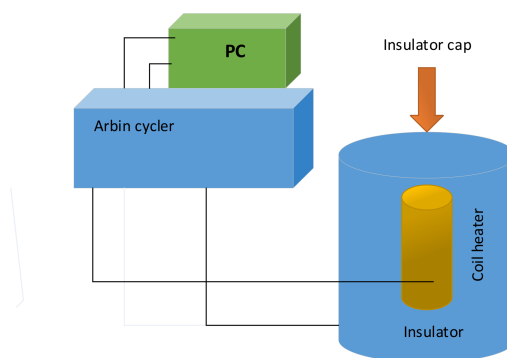 PC
Insulator cap
Arbin cycler
Coil heater
Insulator